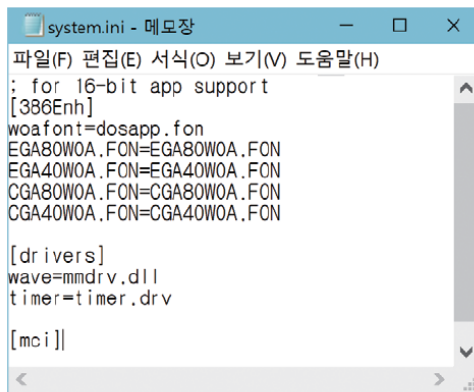 system.ini - 메모장
파일(F) 편집(E) 서식(O) 보기(V) 도움말(H)
; for 16-bit app support
[386Enh]
woafont=dosapp.fon
EGA80WOA.FON=EGA80WOA.FON
EGA40WOA.FON=EGA40WOA.FON
CGA80WOA.FON=CGA80WOA.FON
CGA40WOA.FON=CGA40WOA.FON
[drivers]
wave=mmdrv.dll
timer=timer.drv
[mci]